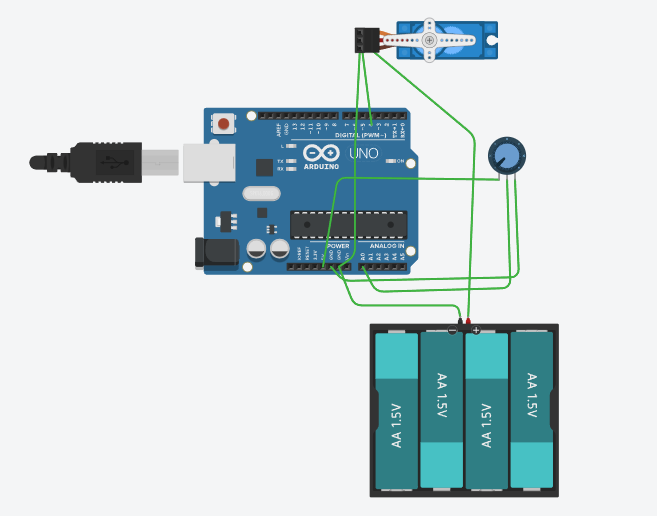 AREF
GND
13
12
~11
~10
~9
8
7
~6
~5
4
~3
2
TX→1
RX←0
DIGITAL (PWM~)
L
TX
RX
ARDUINO
UNO
ON
POWER
ANALOG IN
IOREF
RESET
3.3V
5V
GND
GND
Vin
A0
A1
A2
A3
A4
A5
AA 1.5V
AA 1.5V
AA 1.5V
AA 1.5V